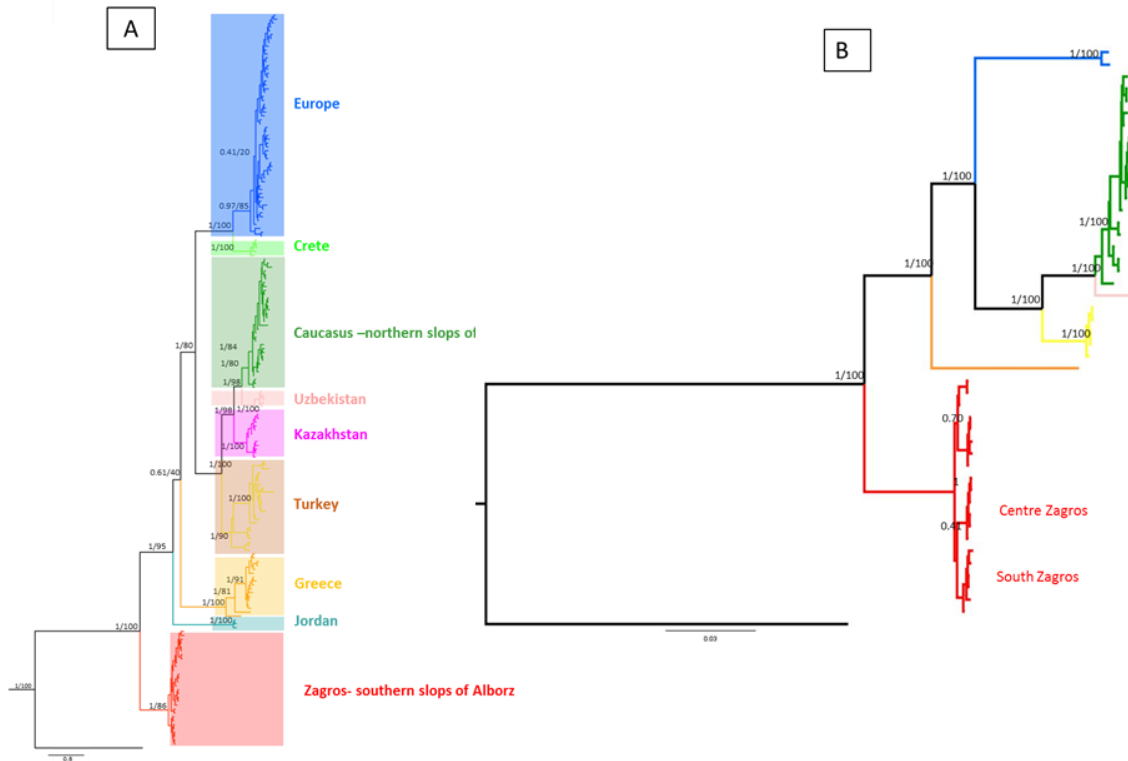 A
Europe
0.41/20
0.97/85
1/100
1/100
Crete
Caucasus –northern slops of
1/84
1/80
1/80
1/98
Uzbekistan
1/98
1/100
Kazakhstan
1/100
1/100
0.61/40
Turkey
1/100
1/90
1/95
1/91
Greece
1/81
1/100
1/100
Jordan
1/100
Zagros- southern slops of Alborz
1/86
1/100
0.8
B
1/100
1/100
1/100
1/100
1/100
1/100
1/100
1/100
0.70
1
Centre Zagros
0.41
South Zagros
0.03